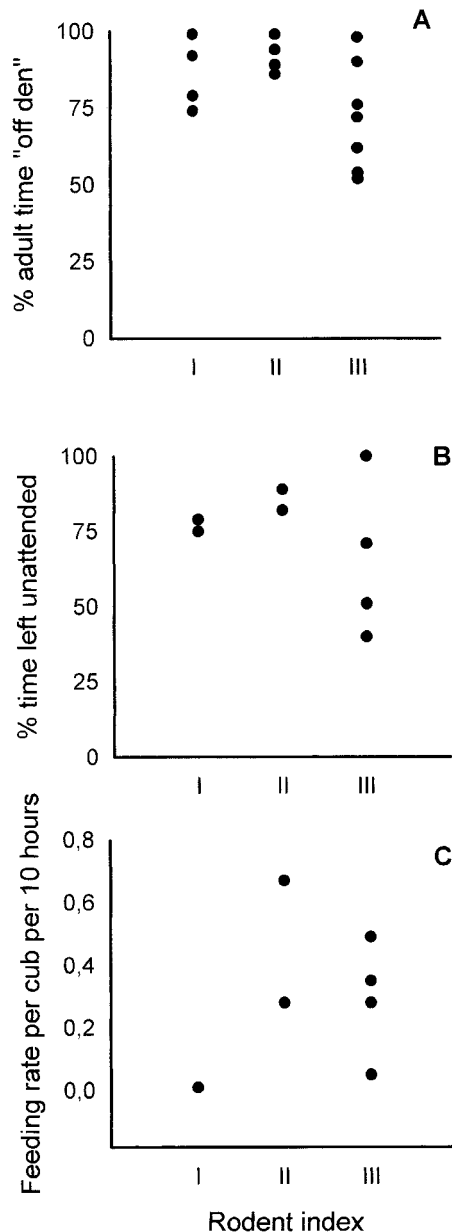 A
% adult time "off den"
100
75
50
25
0
I II III
B
% time left unattended
100
75
50
25
0
I II III
C
Feeding rate per cub per 10 hours
0,8
0,6
0,4
0,2
0,0
I II III
Rodent index